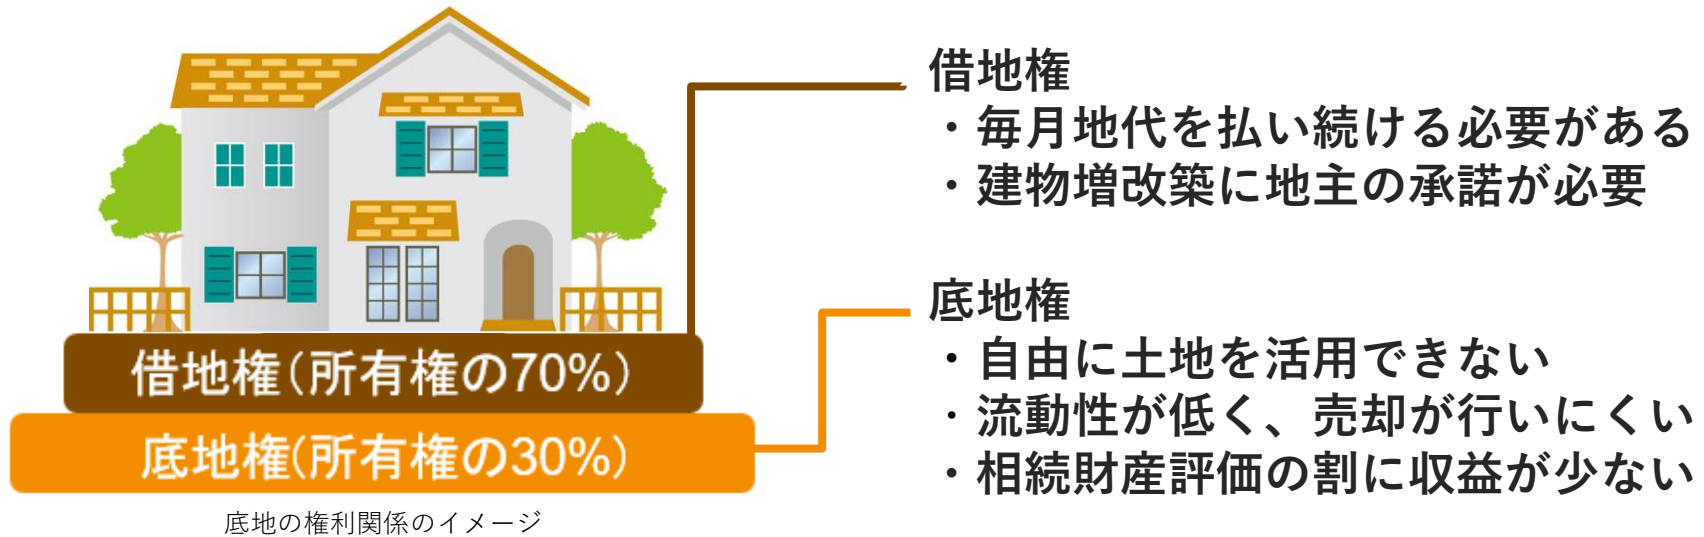 借地権
・毎月地代を払い続ける必要がある
・建物増改築に地主の承諾が必要
底地権
・自由に土地を活用できない
・流動性が低く、売却が行いにくい
・相続財産評価の割に収益が少ない
借地権(所有権の70%)
底地権(所有権の30%)
底地の権利関係のイメージ